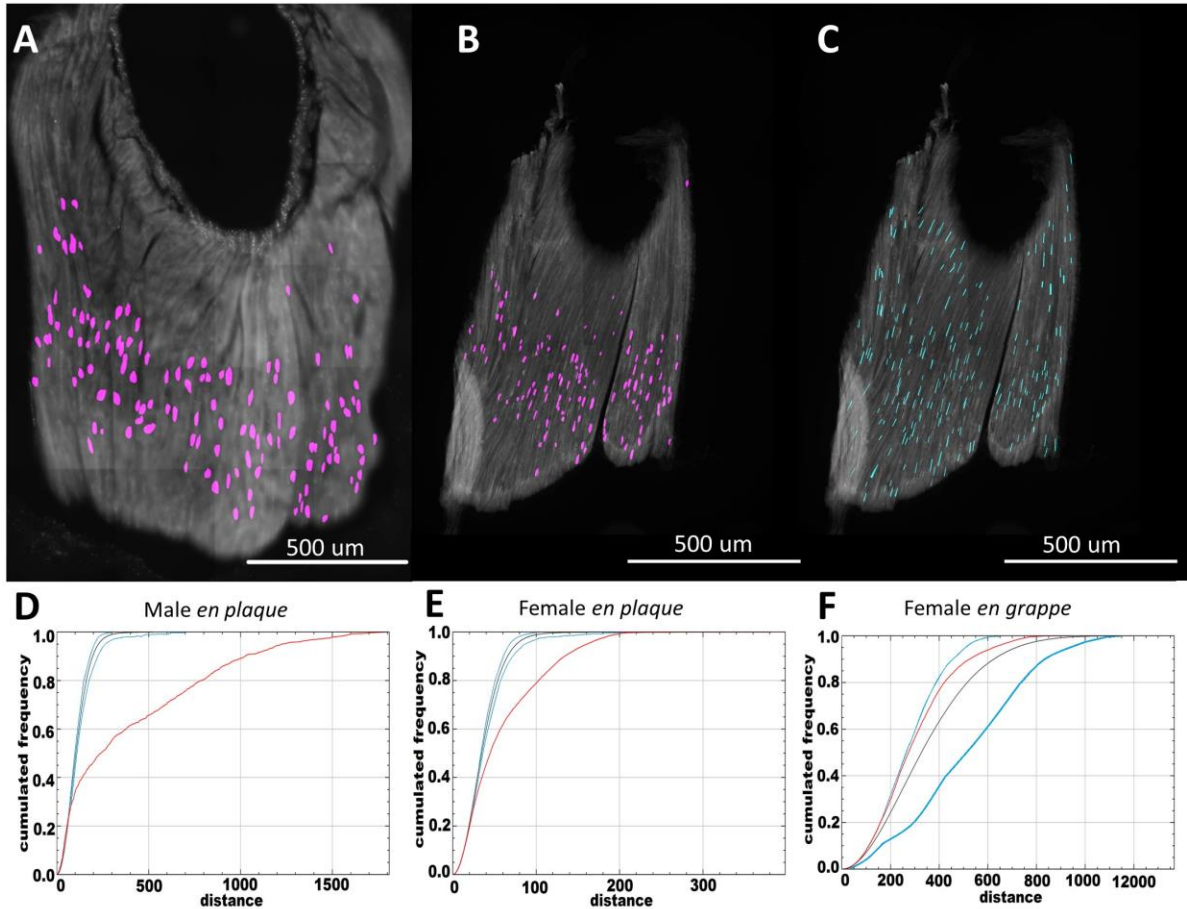 A
B
C
500 um
500 um
500 um
D
Male en plaque
E
Female en plaque
F
Female en grappe
cumulated frequency
1.0
0.8
0.6
0.4
0.2
0.0
0
500
1000
1500
distance
cumulated frequency
1.0
0.8
0.6
0.4
0.2
0.0
0
100
200
300
distance
cumulated frequency
1.0
0.8
0.6
0.4
0.2
0.0
0
200
400
600
800
1000
12000
distance